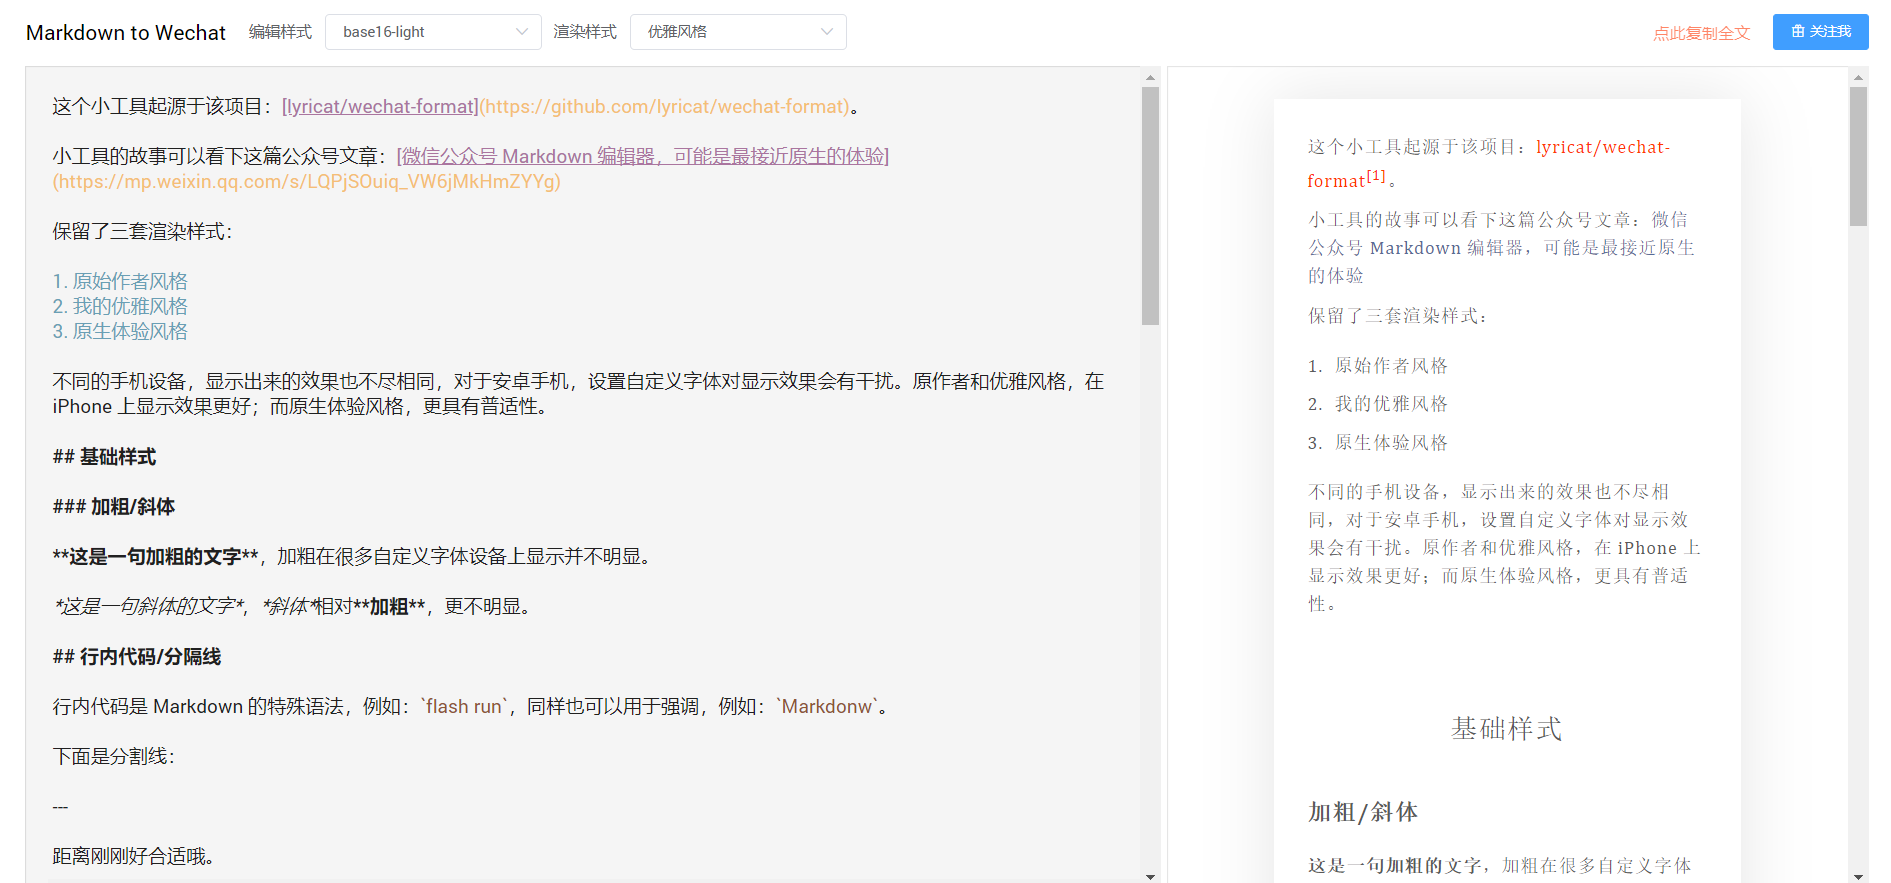 Markdown to Wechat 编辑样式 base16-light 渲染样式 优雅风格 点此复制全文 关注我
这个小工具起源于该项目：[lyricat/wechat-format](https://github.com/lyricat/wechat-format)。
小工具的故事可以看下这篇公众号文章：[微信公众号 Markdown 编辑器，可能是最接近原生的体验]
(https://mp.weixin.qq.com/s/LQPjSOuiq_VW6jMkHmZYYg)
保留了三套渲染样式：
1. 原始作者风格
2. 我的优雅风格
3. 原生体验风格
不同的手机设备，显示出来的效果也不尽相同，对于安卓手机，设置自定义字体对显示效果会有干扰。原作者和优雅风格，在
iPhone 上显示效果更好；而原生体验风格，更具有普适性。
## 基础样式
### 加粗/斜体
**这是一句加粗的文字**，加粗在很多自定义字体设备上显示并不明显。
*这是一句斜体的文字*，*斜体*相对**加粗**，更不明显。
## 行内代码/分隔线
行内代码是 Markdown 的特殊语法，例如：`flash run`，同样也可以用于强调，例如：`Markdonw`。
下面是分割线：
---
距离刚刚好合适哦。
这个小工具起源于该项目：lyricat/wechat-
format[1]。
小工具的故事可以看下这篇公众号文章：微信
公众号 Markdown 编辑器，可能是最接近原生
的体验
保留了三套渲染样式：
1. 原始作者风格
2. 我的优雅风格
3. 原生体验风格
不同的手机设备，显示出来的效果也不尽相
同，对于安卓手机，设置自定义字体对显示效
果会有干扰。原作者和优雅风格，在 iPhone 上
显示效果更好；而原生体验风格，更具有普适
性。
基础样式
加粗/斜体
这是一句加粗的文字，加粗在很多自定义字体